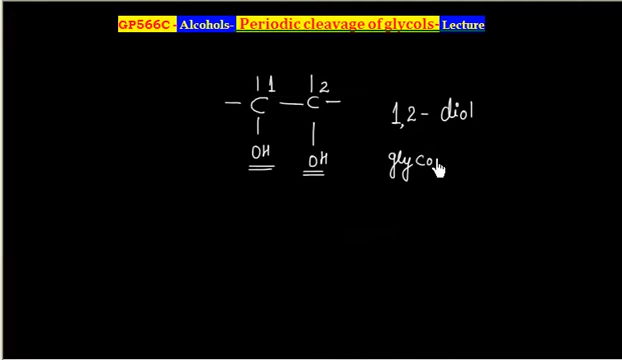 GP566C - Alcohols- Periodic cleavage of glycols- Lecture
1 2
— C — C —
1,2- diol
OH OH
glyco